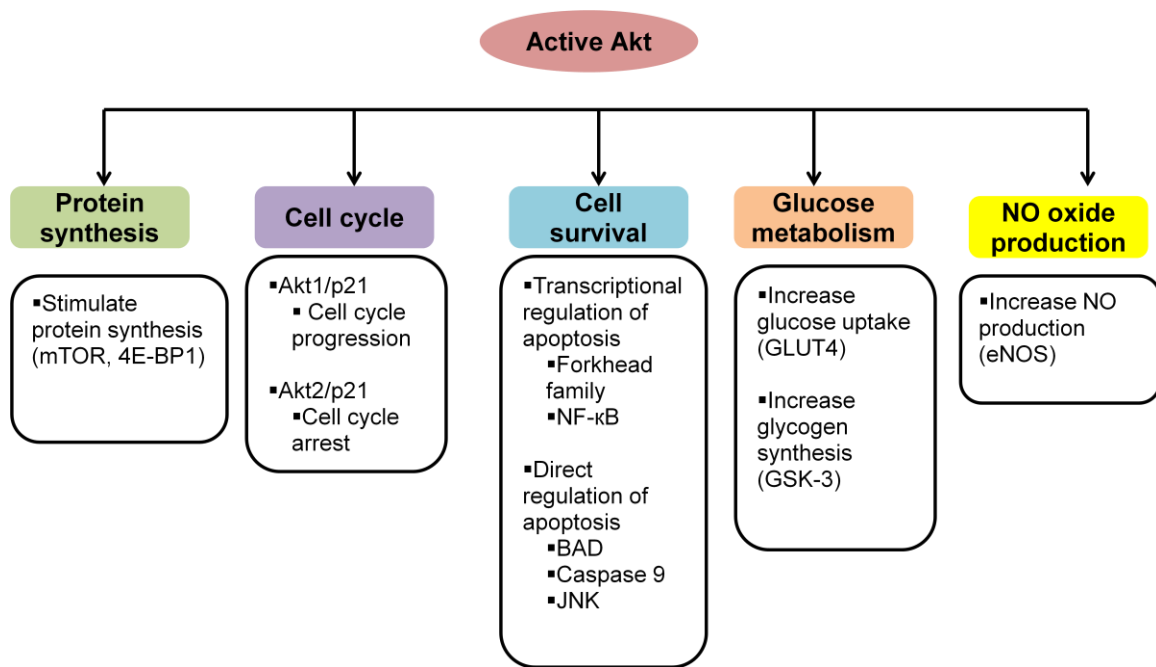 Active Akt
Protein
synthesis
▪Stimulate
protein synthesis
(mTOR, 4E-BP1)
Cell cycle
▪Akt1/p21
▪ Cell cycle
progression
▪Akt2/p21
▪Cell cycle
arrest
Cell
survival
▪Transcriptional
regulation of
apoptosis
▪Forkhead
family
▪NF-κB
▪Direct
regulation of
apoptosis
▪BAD
▪Caspase 9
▪JNK
Glucose
metabolism
▪Increase
glucose uptake
(GLUT4)
▪Increase
glycogen
synthesis
(GSK-3)
NO oxide
production
▪Increase NO
production
(eNOS)